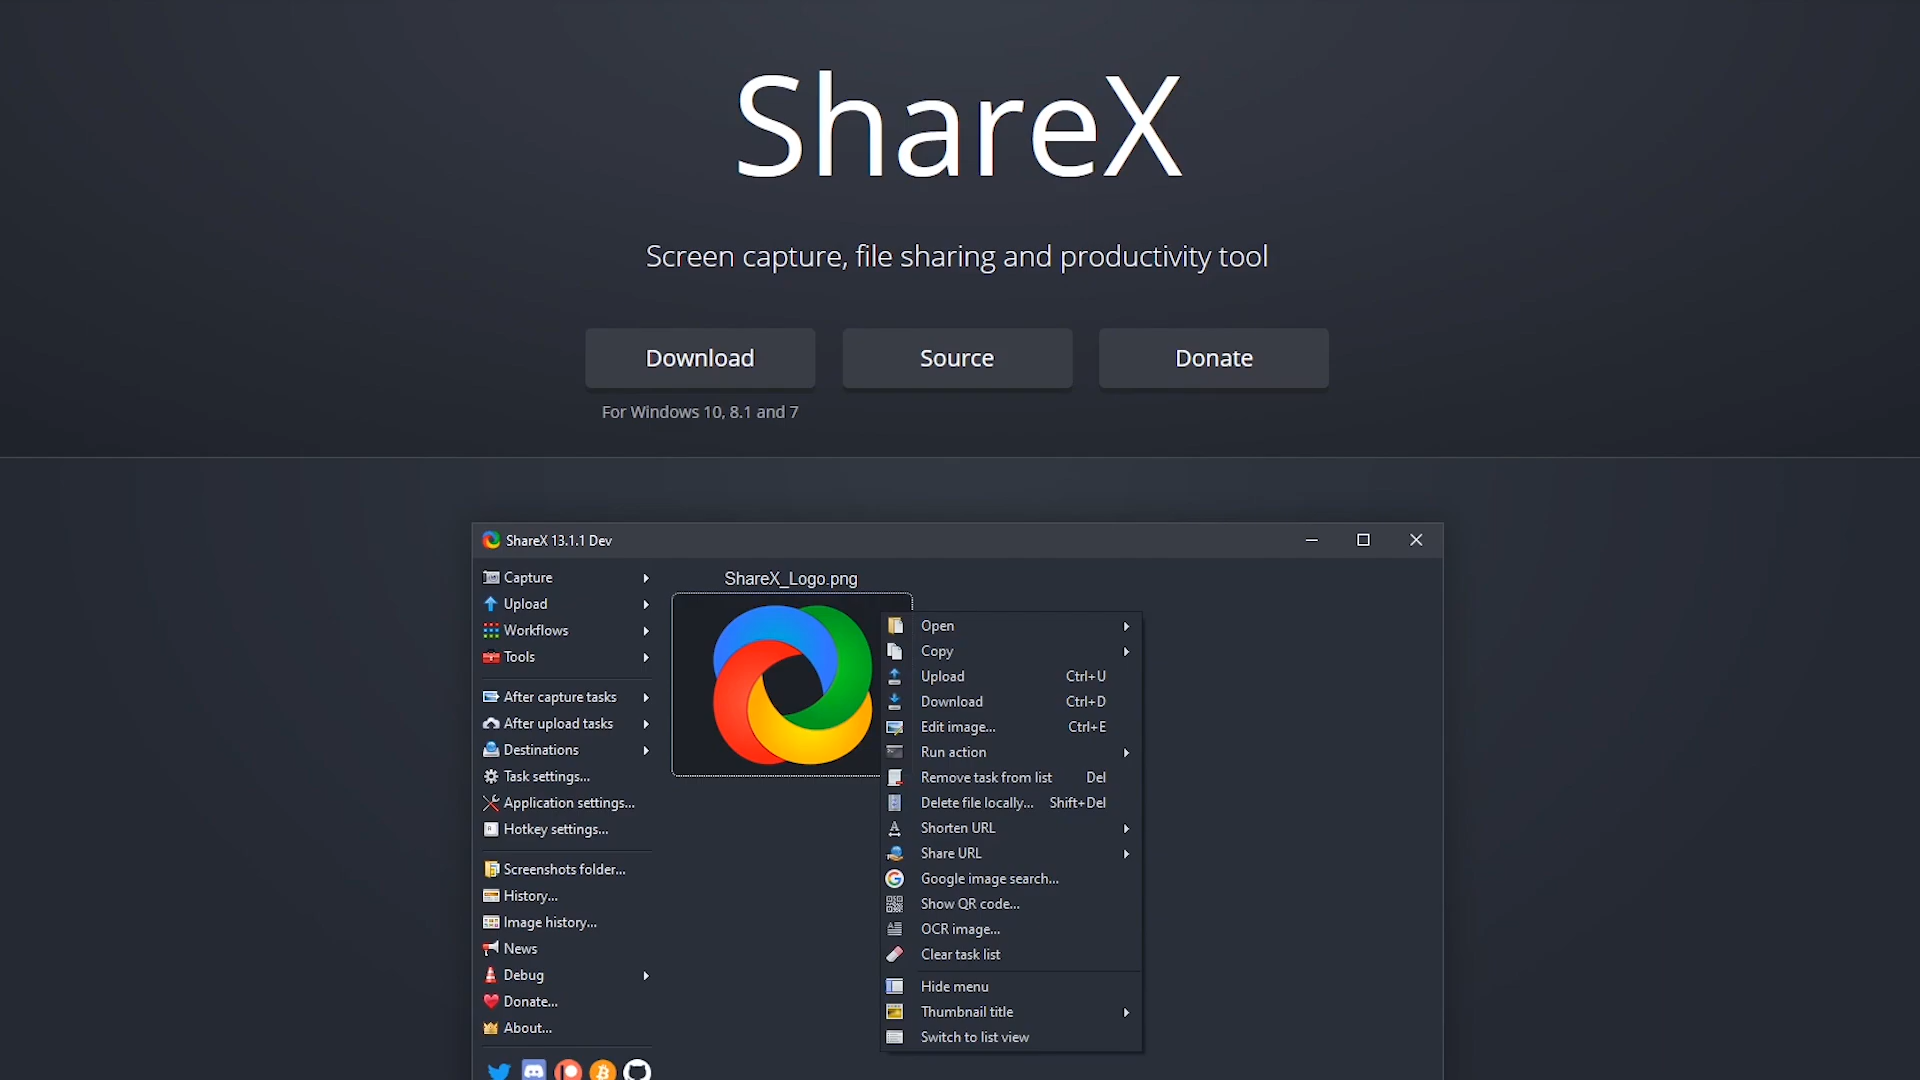 ShareX
Screen capture, file sharing and productivity tool
Download
Source
Donate
For Windows 10, 8.1 and 7
ShareX 13.1.1 Dev
Capture
Upload
Workflows
Tools
After capture tasks
After upload tasks
Destinations
Task settings...
Application settings...
Hotkey settings...
Screenshots folder...
History...
Image history...
News
Debug
Donate...
About...
ShareX_Logo.png
Open
Copy
Upload Ctrl+U
Download Ctrl+D
Edit image... Ctrl+E
Run action
Remove task from list Del
Delete file locally... Shift+Del
Shorten URL
Share URL
Google image search...
Show QR code...
OCR image...
Clear task list
Hide menu
Thumbnail title
Switch to list view